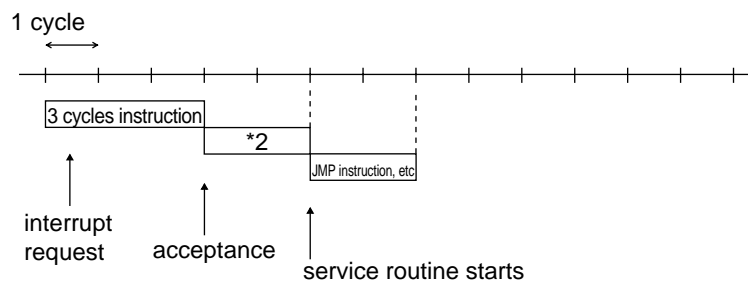 1 cycle
3 cycles instruction
*2
JMP instruction, etc
interrupt
request
acceptance
service routine starts